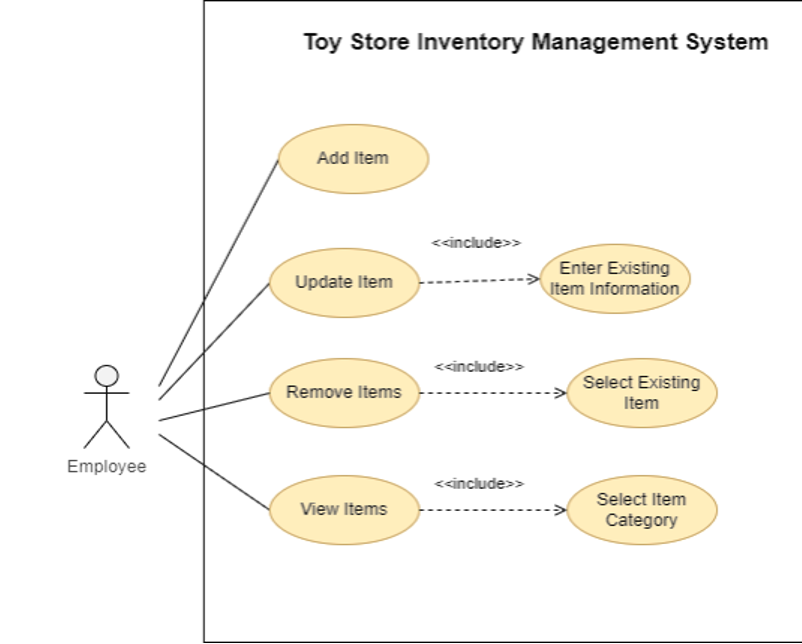 Toy Store Inventory Management System
Add Item
<<include>>
Update Item
Enter Existing
Item Information
<<include>>
Remove Items
Select Existing
Item
Employee
<<include>>
View Items
Select Item
Category